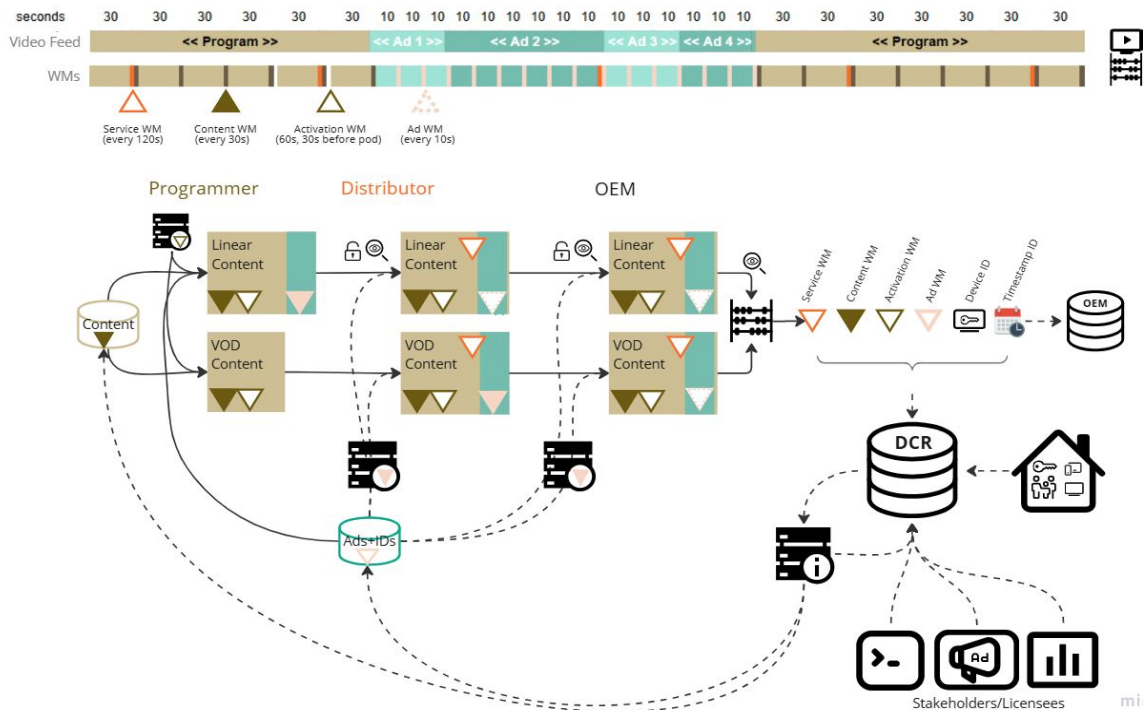 seconds 30 30 30 30 30 30 10 10 10 10 10 10 10 10 10 10 10 10 10 10 10 30 30 30 30 30 30 30
Video Feed << Program >> << Ad 1 >> << Ad 2 >> << Ad 3 >> << Ad 4 >> << Program >>
WMs
Service WM
(every 120s)
Content WM
(every 30s)
Activation WM
(60s, 30s before pod)
Ad WM
(every 10s)
Programmer
Distributor
OEM
Linear
Content
Linear
Content
Linear
Content
Service WM
Content WM
Activation WM
Ad WM
Device ID
Timestamp ID
OEM
Content
VOD
Content
VOD
Content
VOD
Content
DCR
Ads+IDs
i
>-
Ad
Stakeholders/Licensees
mi